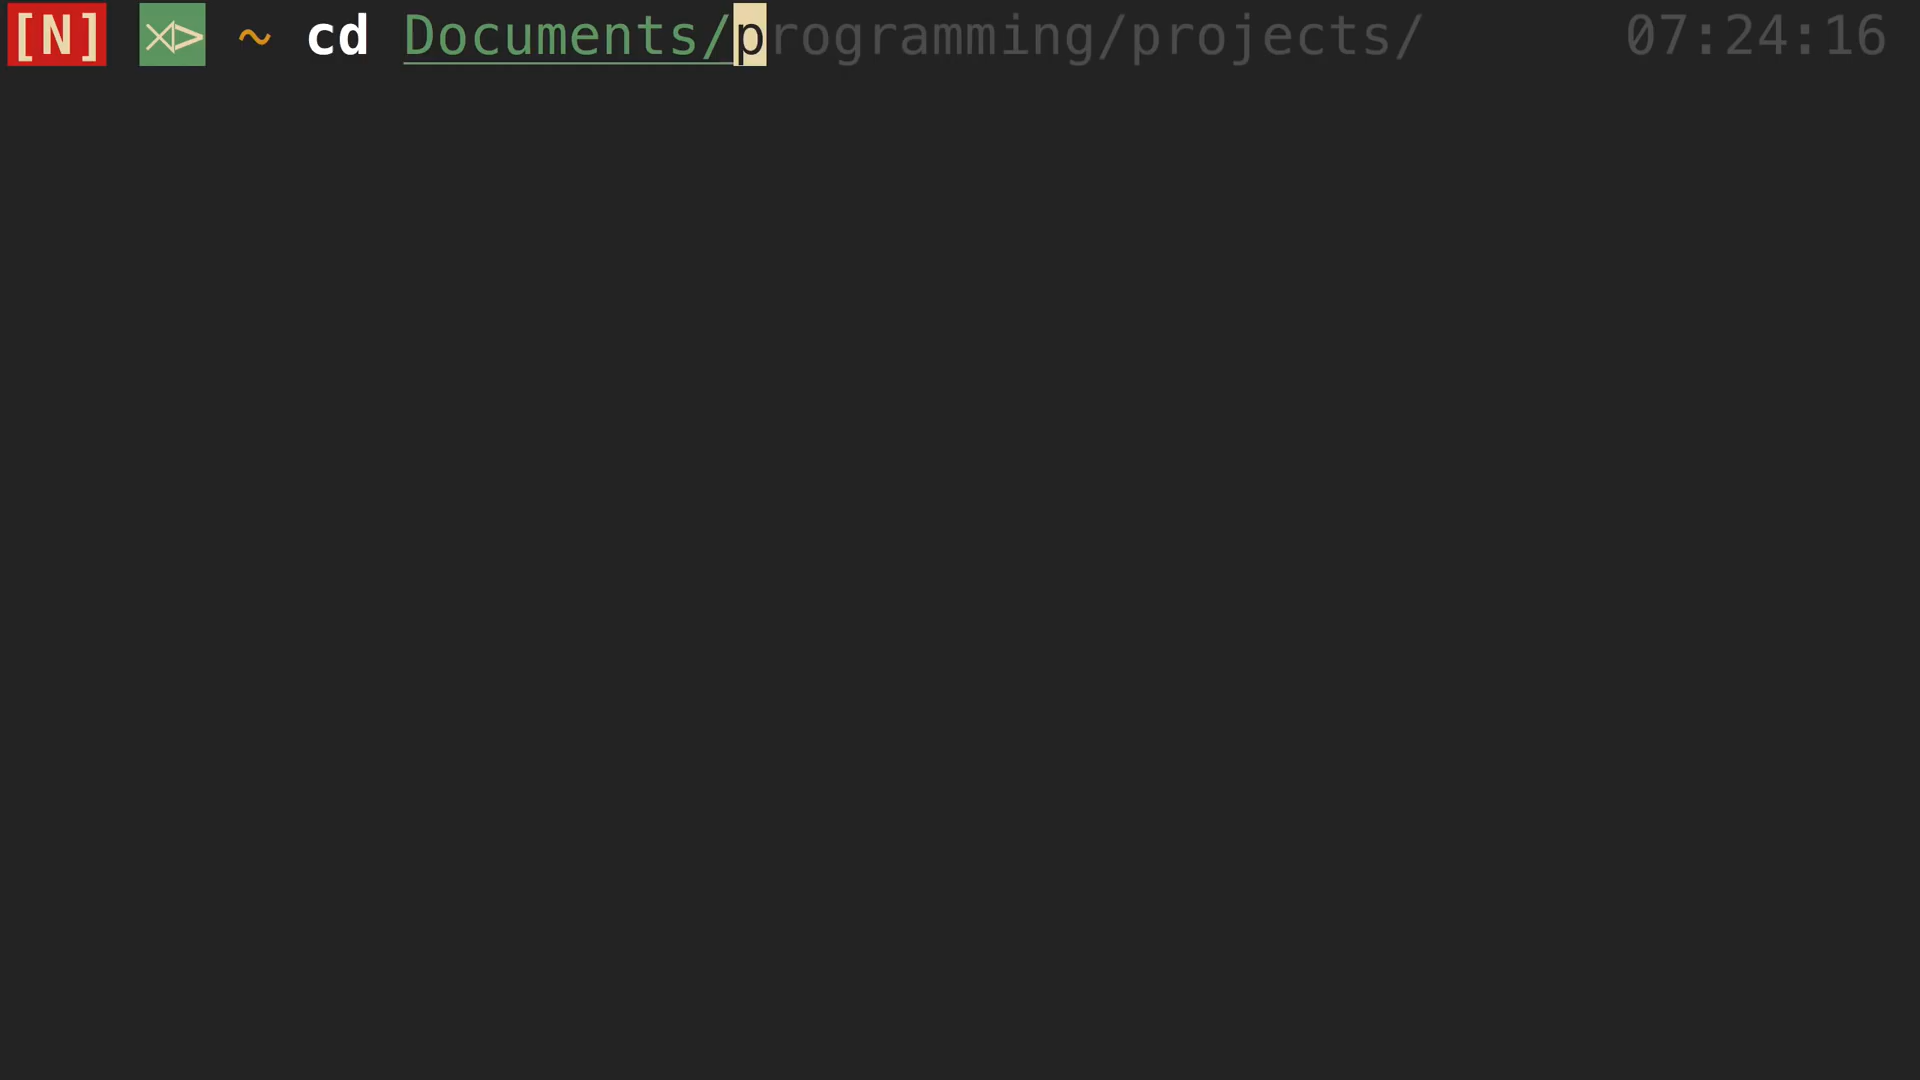 [N] ⋊> ~ cd Documents/programming/projects/ 07:24:16